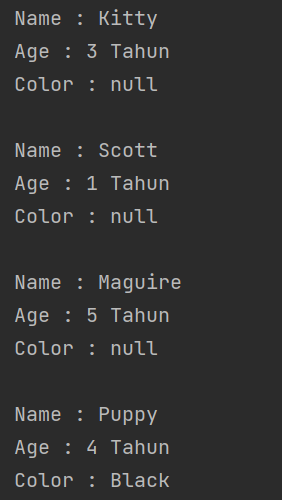 Name : Kitty
Age : 3 Tahun
Color : null
Name : Scott
Age : 1 Tahun
Color : null
Name : Maguire
Age : 5 Tahun
Color : null
Name : Puppy
Age : 4 Tahun
Color : Black